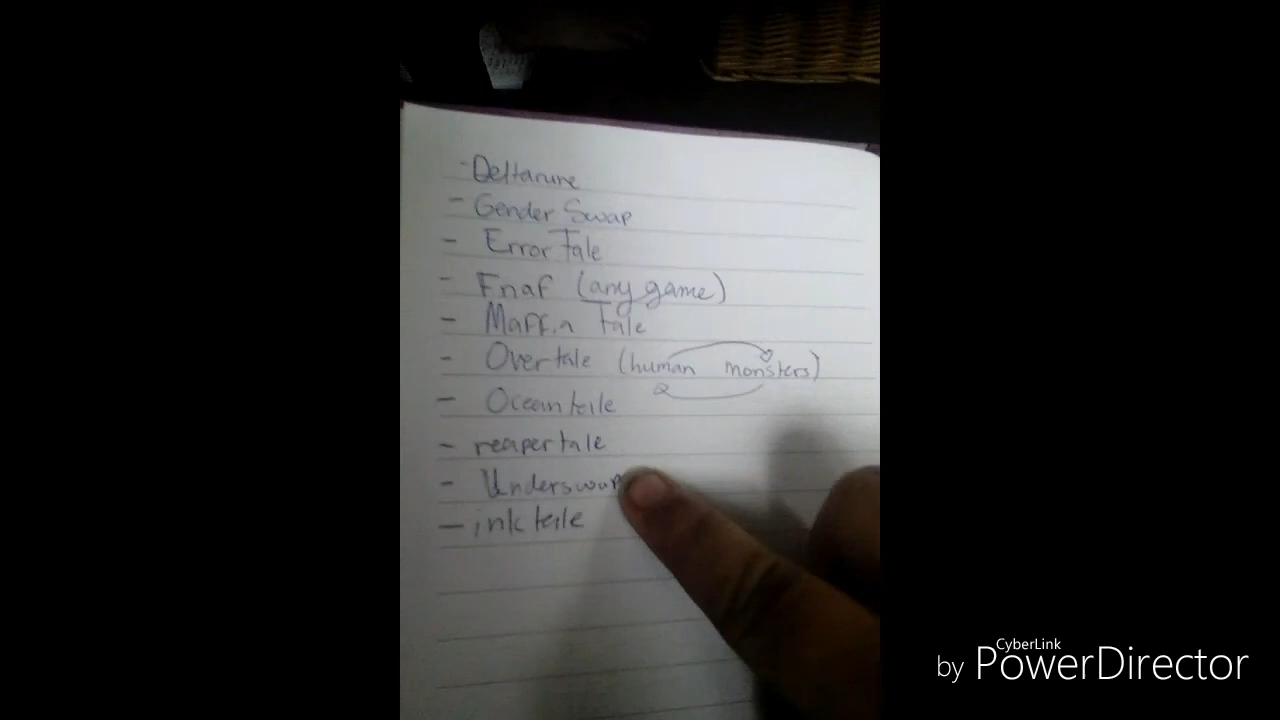 - Deltarune
- Gender Swap
- Error Tale
- Fnaf (any game)
- Maffia Tale
- Overtale (human monsters)
- Oceantale
- reapertale
- Underswap
- inktale
CyberLink
by PowerDirector